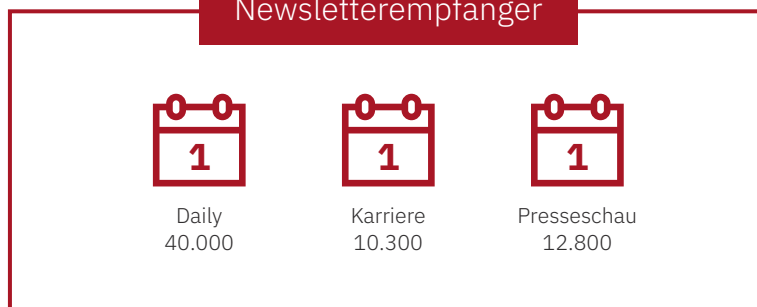 Newsletterempfänger
1 1 1
Daily Karriere Presseschau
40.000 10.300 12.800